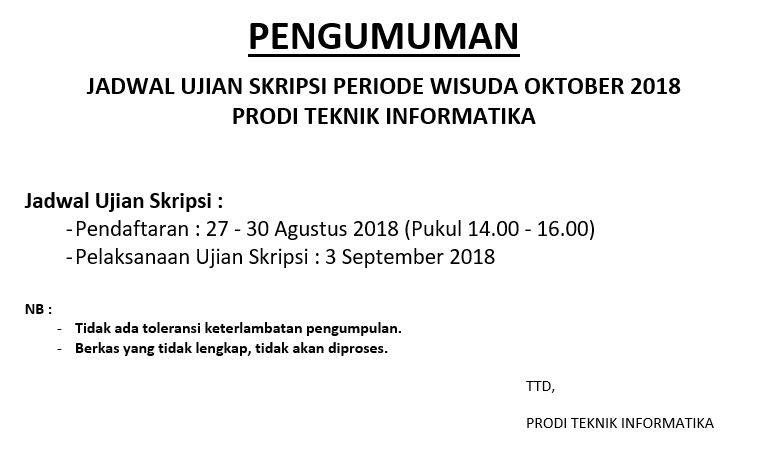 PENGUMUMAN
JADWAL UJIAN SKRIPSI PERIODE WISUDA OKTOBER 2018
PRODI TEKNIK INFORMATIKA
Jadwal Ujian Skripsi :
-Pendaftaran : 27 - 30 Agustus 2018 (Pukul 14.00 - 16.00)
-Pelaksanaan Ujian Skripsi : 3 September 2018
NB :
- Tidak ada toleransi keterlambatan pengumpulan.
- Berkas yang tidak lengkap, tidak akan diproses.
TTD,
PRODI TEKNIK INFORMATIKA